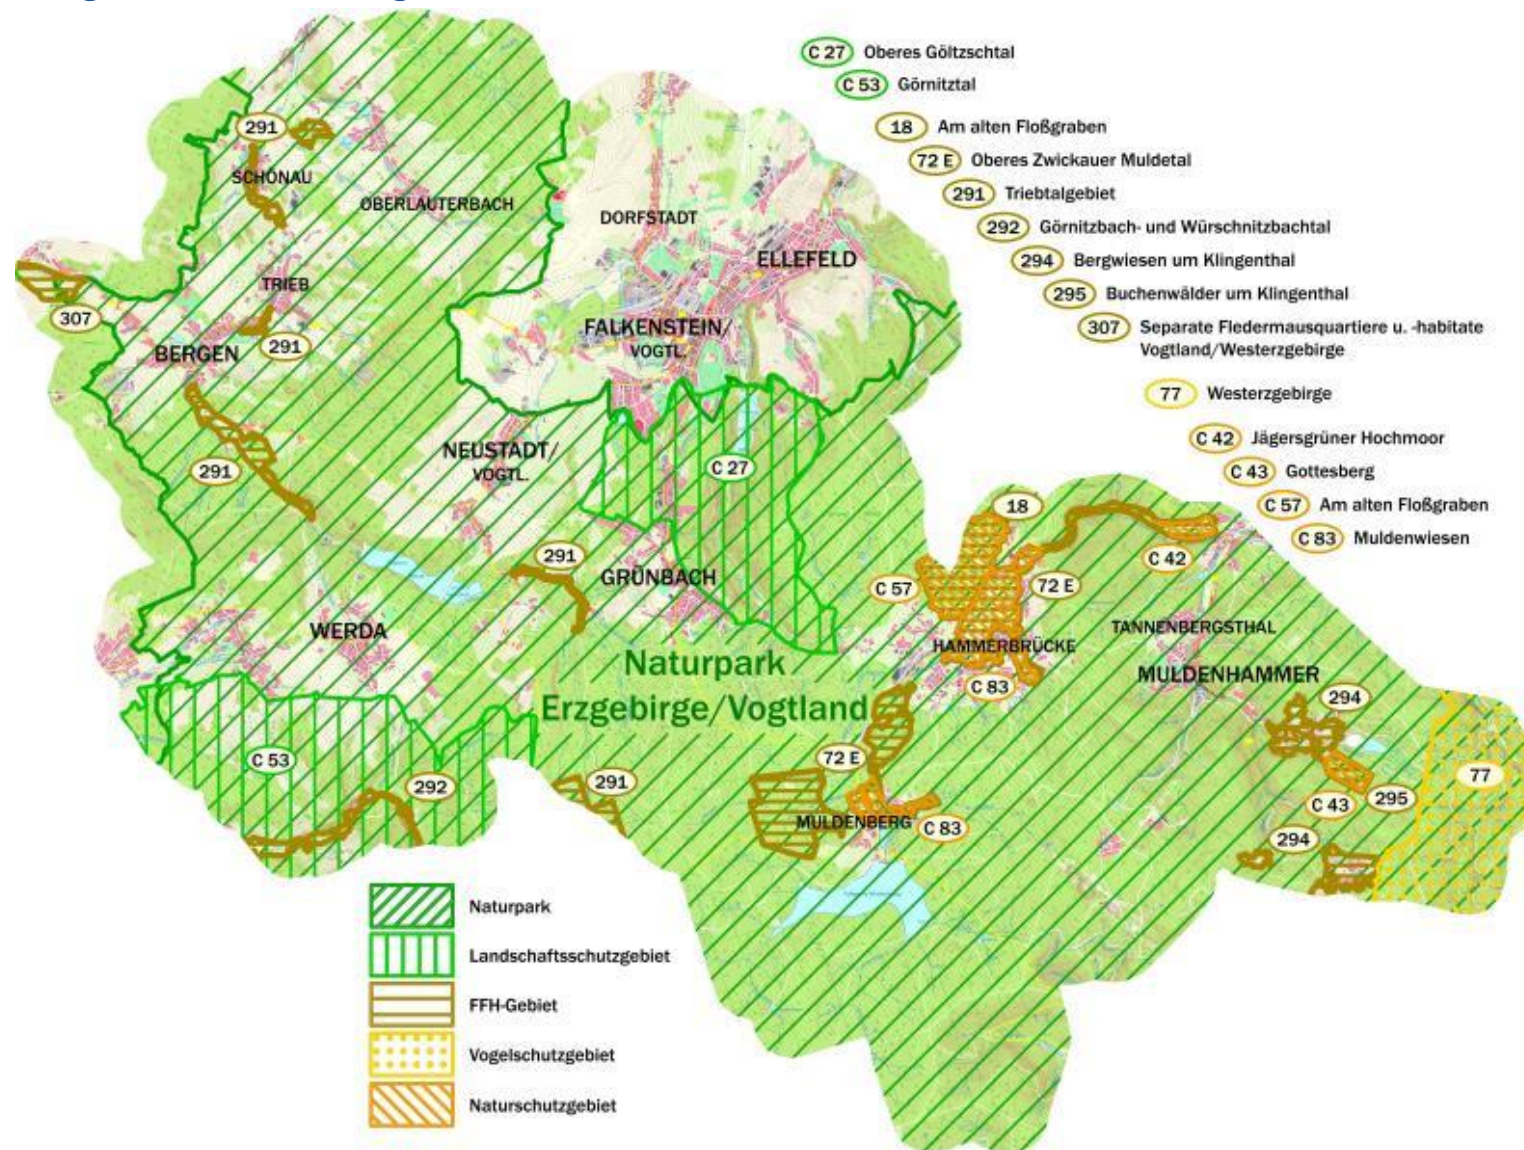 C 27 Oberes Göltzschtal
C 53 Görnitztal
18 Am alten Floßgraben
72 E Oberes Zwickauer Muldetal
291 Triebtalgebiet
292 Görnitzbach- und Würschnitzbachtal
294 Bergwiesen um Klingenthal
295 Buchenwälder um Klingenthal
307 Separate Fledermausquartiere u. -habitate
Vogtland/Westerzgebirge
77 Westerzgebirge
C 42 Jägersgrüner Hochmoor
C 43 Gottesberg
C 57 Am alten Floßgraben
C 83 Muldenwiesen
291
SCHÖNAU
OBERLAUTERBACH
DORFSTADT
ELLEFELD
TRIEB
307
291
BERGEN
FALKENSTEIN/
VOGTL.
NEUSTADT/
VOGTL.
291
C 27
18
291
GRÜNBACH
C 57
72 E
C 42
WERDA
HAMMERBRÜCKE
TANNENBERGSTHAL
Naturpark
Erzgebirge/Vogtland
C 83
MULDENHAMMER
294
C 53
292
291
72 E
77
MULDENBERG
C 83
C 43
295
294
Naturpark
Landschaftsschutzgebiet
FFH-Gebiet
Vogelschutzgebiet
Naturschutzgebiet